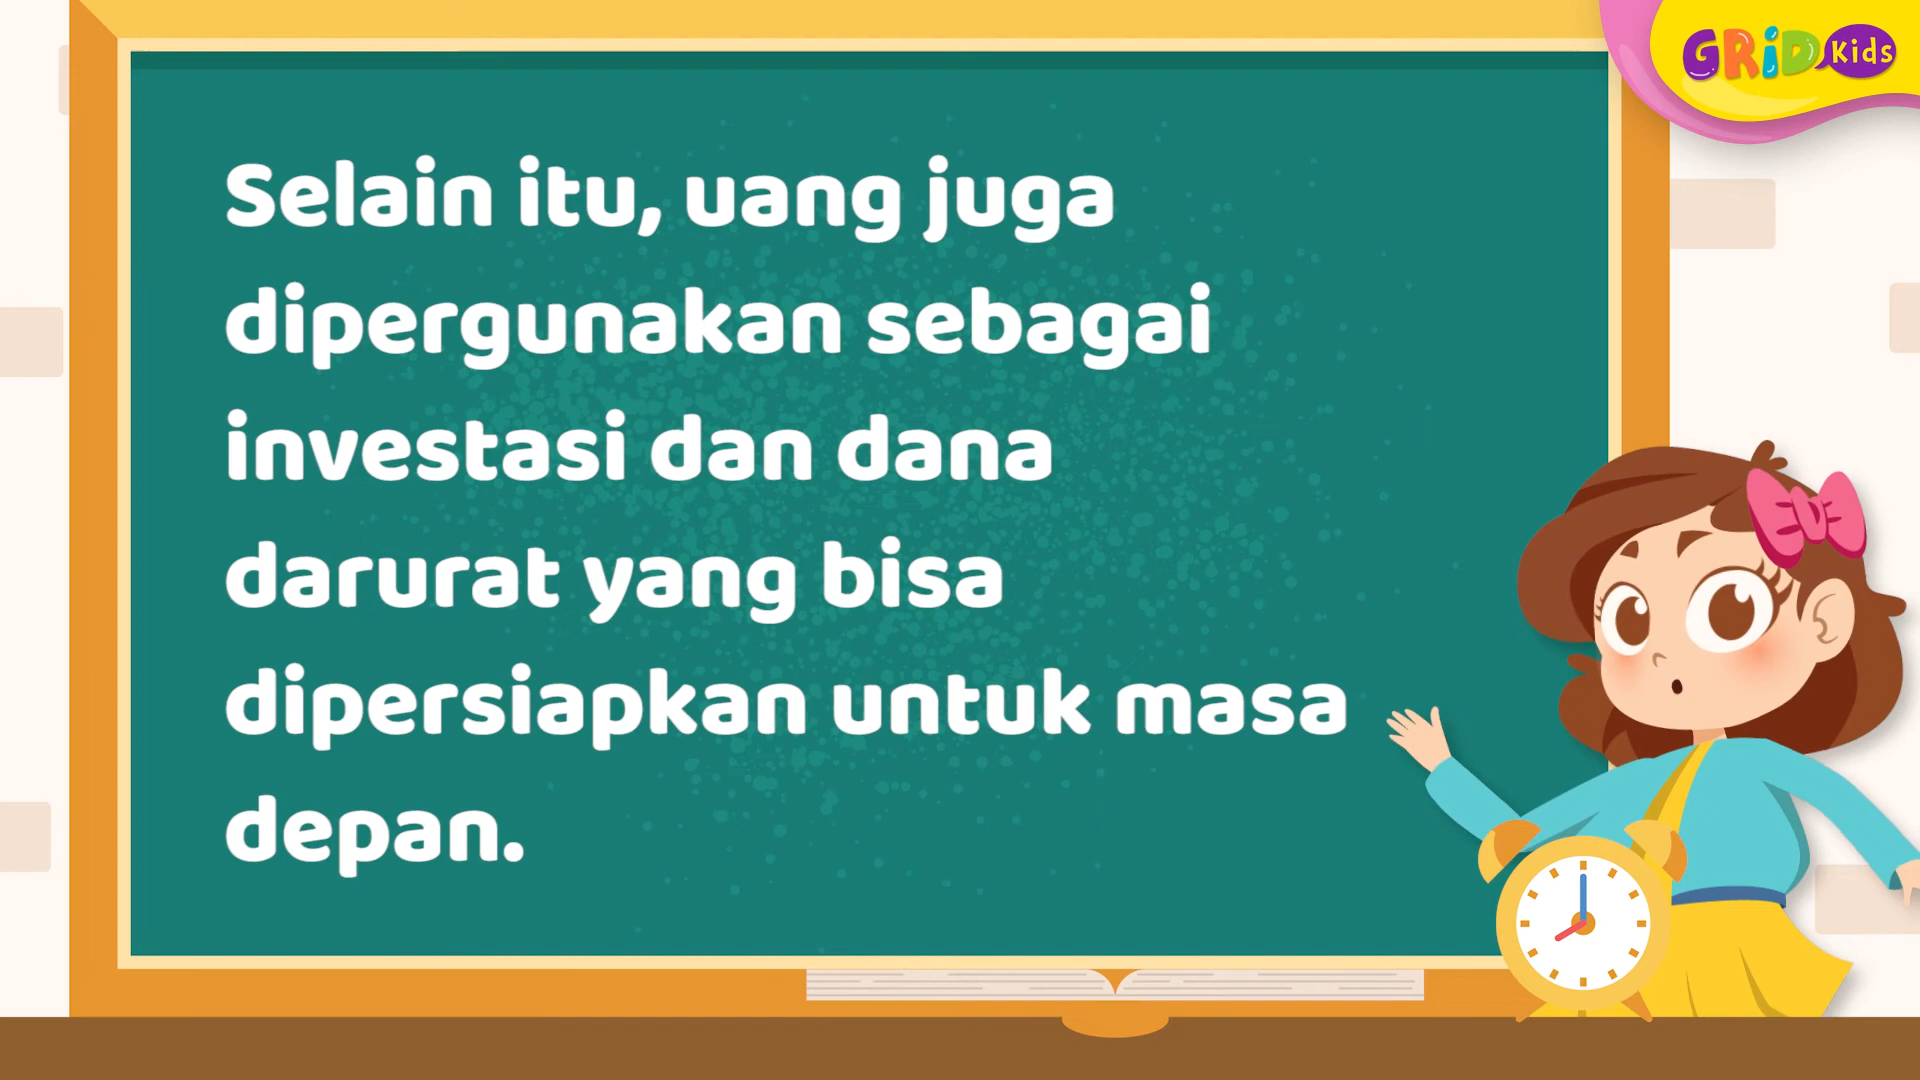 GRiD Kids
Selain itu, uang juga
dipergunakan sebagai
investasi dan dana
darurat yang bisa
dipersiapkan untuk masa
depan.